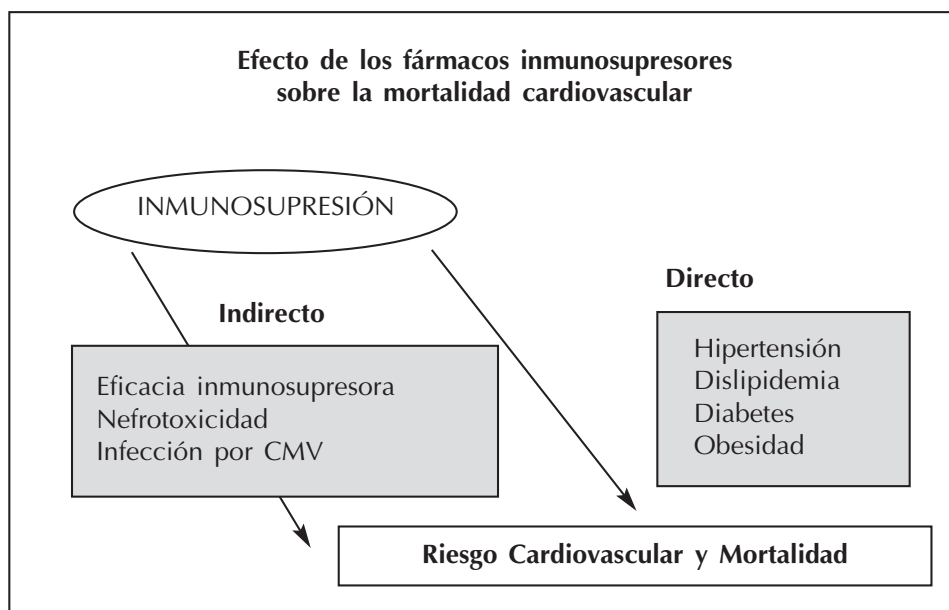 Efecto de los fármacos inmunosupresores
sobre la mortalidad cardiovascular
INMUNOSUPRESIÓN
Indirecto
Eficacia inmunosupresora
Nefrotoxicidad
Infección por CMV
Directo
Hipertensión
Dislipidemia
Diabetes
Obesidad
Riesgo Cardiovascular y Mortalidad